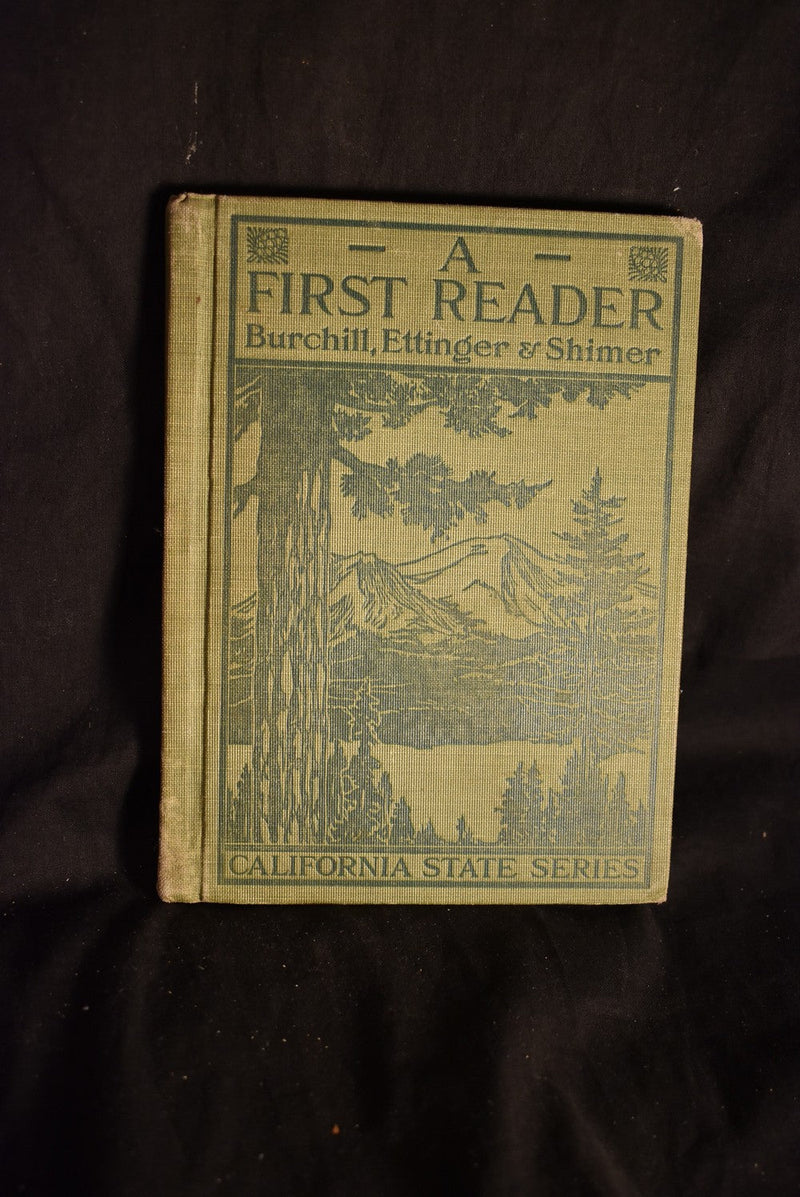 — A —
FIRST READER
Burchill, Ettinger & Shimer
CALIFORNIA STATE SERIES